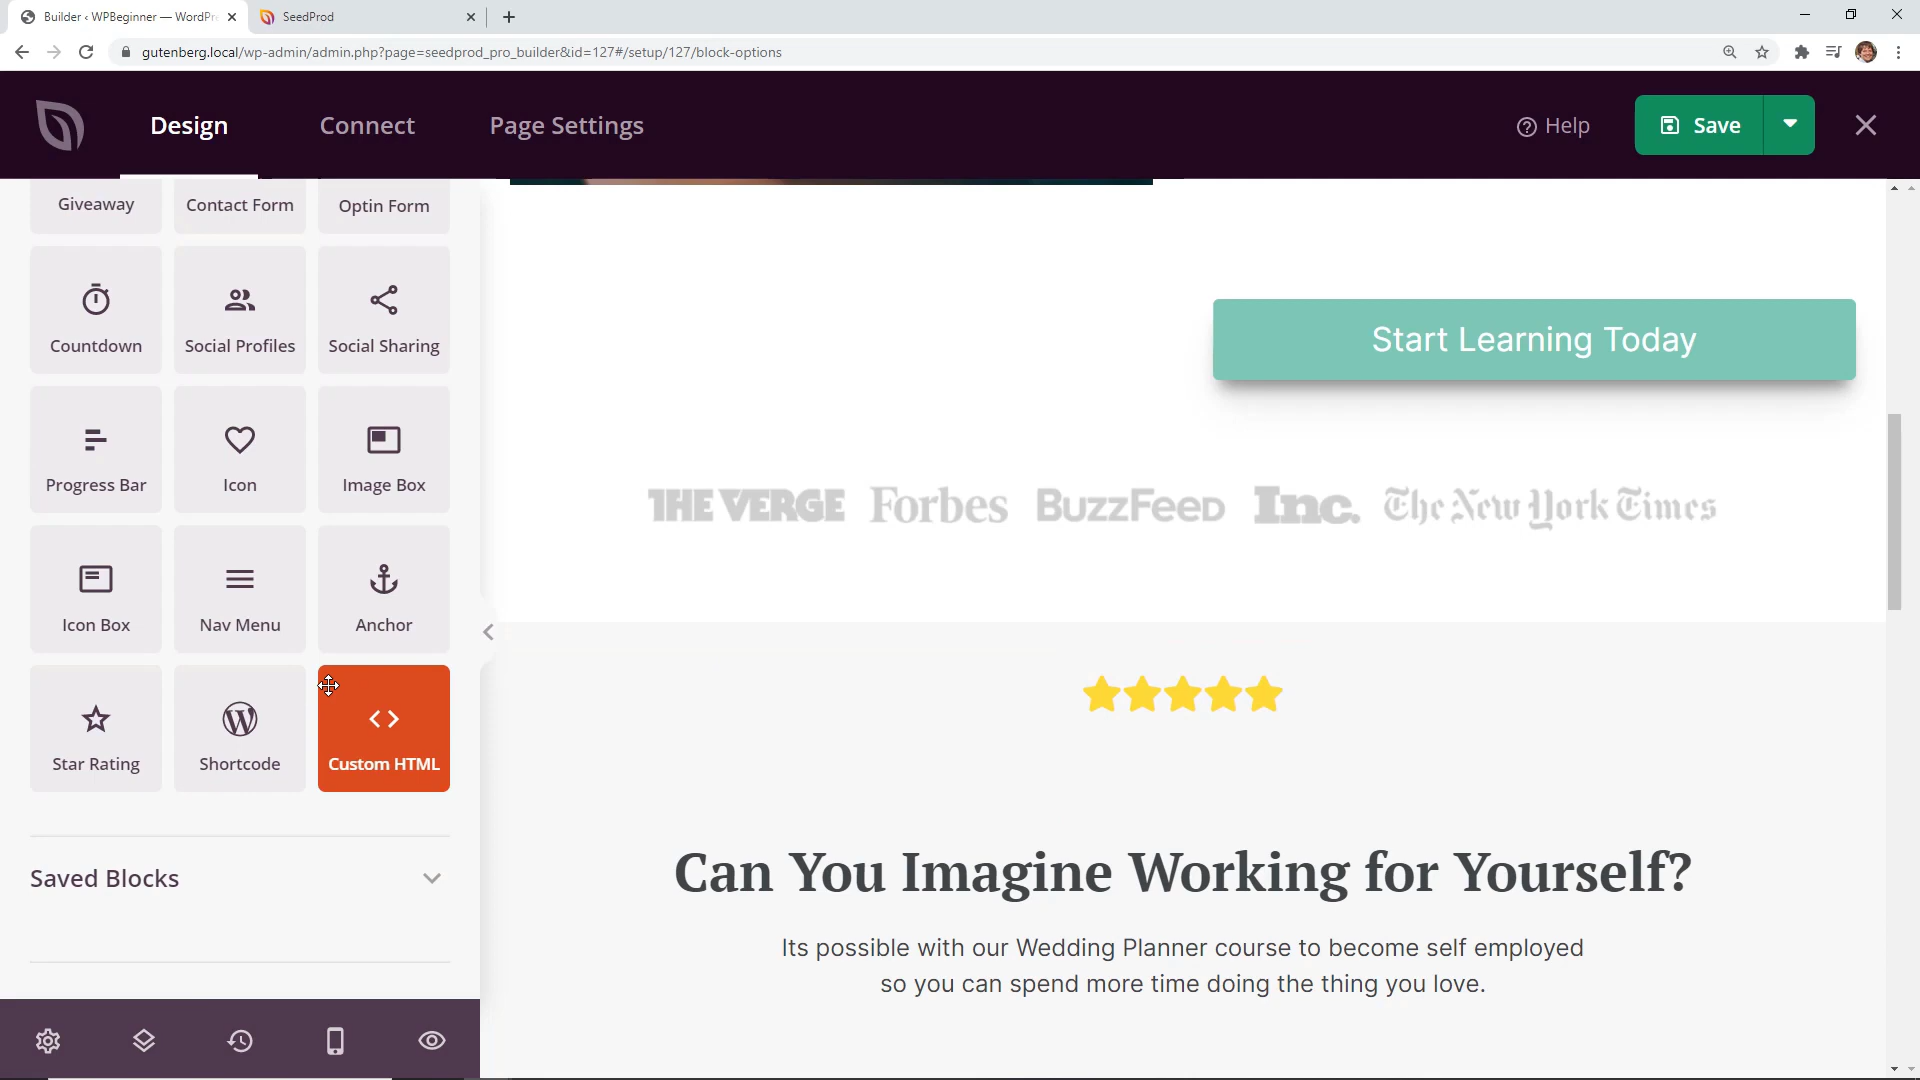 Builder ‹ WPBeginner — WordPr
SeedProd
gutenberg.local/wp-admin/admin.php?page=seedprod_pro_builder&id=127#/setup/127/block-options
Design
Connect
Page Settings
Help
Save
Giveaway
Contact Form
Optin Form
Countdown
Social Profiles
Social Sharing
Progress Bar
Icon
Image Box
Icon Box
Nav Menu
Anchor
Star Rating
Shortcode
Custom HTML
Saved Blocks
Start Learning Today
THE VERGE Forbes BuzzFeeD Inc. The New York Times
Can You Imagine Working for Yourself?
Its possible with our Wedding Planner course to become self employed
so you can spend more time doing the thing you love.